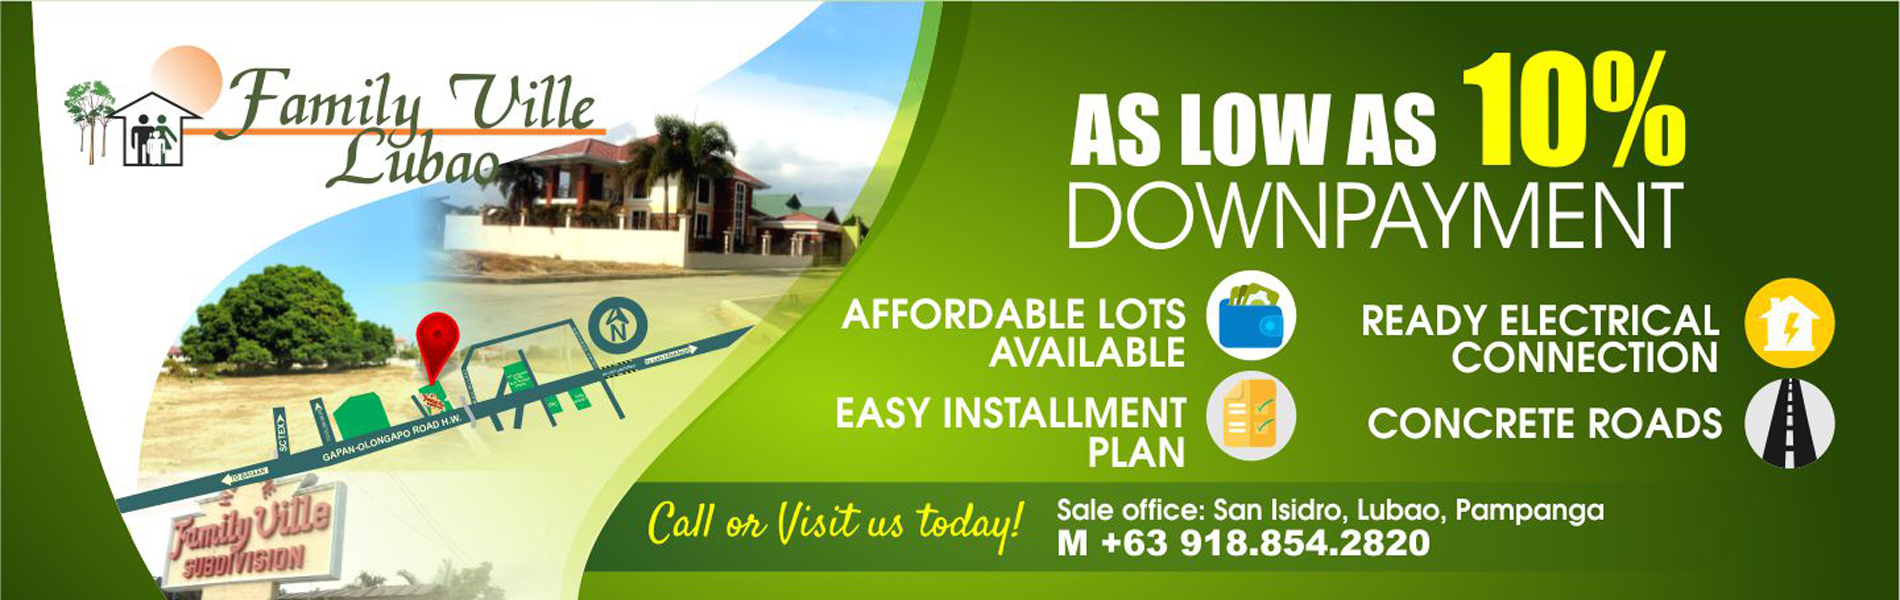 Family Ville
Lubao
AS LOW AS 10%
DOWNPAYMENT
AFFORDABLE LOTS
AVAILABLE
READY ELECTRICAL
CONNECTION
EASY INSTALLMENT
PLAN
CONCRETE ROADS
N
SCTEX
GAPAN-OLONGAPO ROAD H.W.
TO BATAAN
Family Ville
SUBDIVISION
Call or Visit us today!
Sale office: San Isidro, Lubao, Pampanga
M +63 918.854.2820